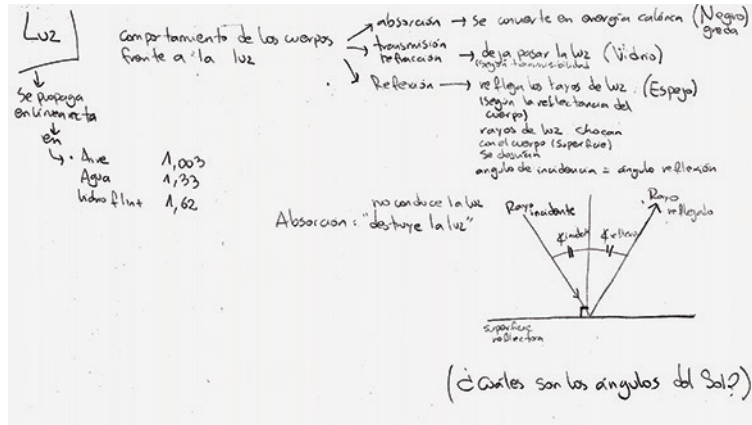 Luz
Se propaga
en línea recta
en
Aire 1,003
Agua 1,33
Vidrio flint 1,62
Comportamiento de los cuerpos
frente a la luz
absorción → se convierte en energía calórica (Negro)
greda
transmisión
refracción → deja pasar la luz (Vidrio)
(según transmisibilidad
Reflexión → reflejan los rayos de luz. (Espejo)
(según la reflectancia del
cuerpo)
rayos de luz chocan
con el cuerpo (superficie)
se desvían
ángulo de incidencia = ángulo reflexión
no conduce la luz
Absorción: "destruye la luz"
Rayo
incidente
Rayo
reflejado
superficie
reflectora
(¿Cuáles son los ángulos del Sol?)